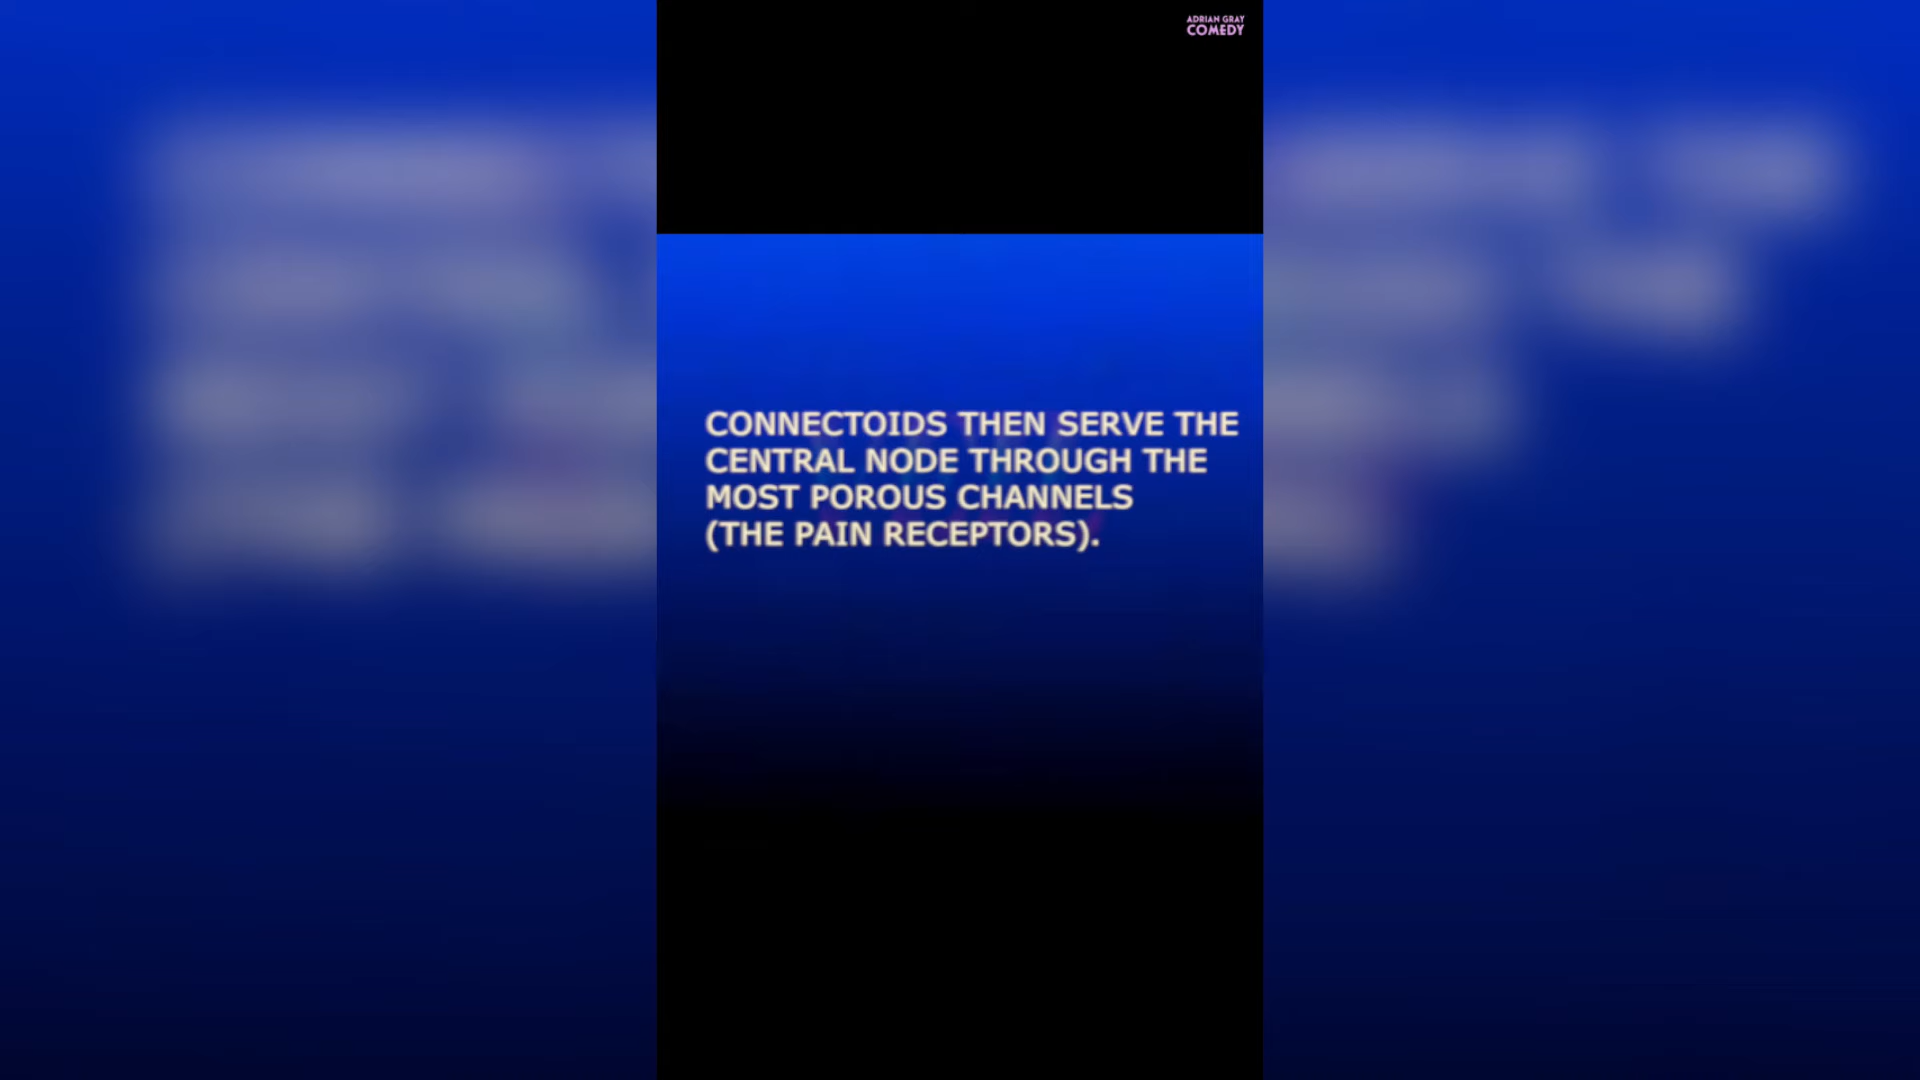 ADRIAN GRAY
COMEDY
CONNECTOIDS THEN SERVE THE
CENTRAL NODE THROUGH THE
MOST POROUS CHANNELS
(THE PAIN RECEPTORS).